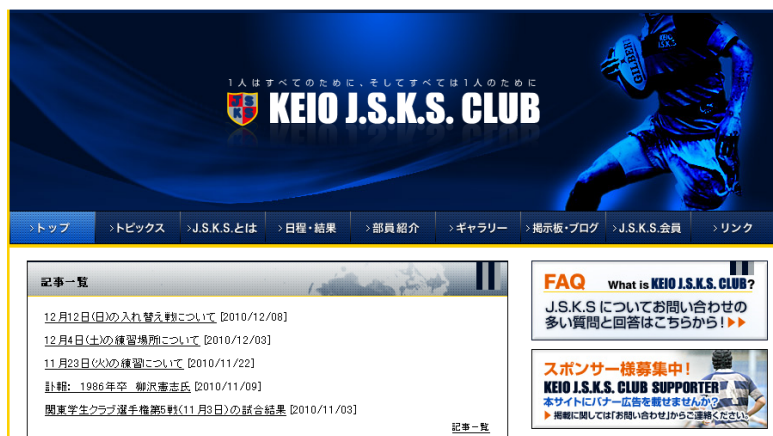 1人はすべてのために、そしてすべては1人のために
JSKS
KEIO J.S.K.S. CLUB
GILBERT
KEIO
J.S.K.S
>トップ >トピックス >J.S.K.S.とは >日程・結果 >部員紹介 >ギャラリー >掲示板・ブログ >J.S.K.S.会員 >リンク
記事一覧
12月12日(日)の入れ替え戦について [2010/12/08]
12月4日(土)の練習場所について [2010/12/03]
11月23日(火)の練習について [2010/11/22]
訃報: 1986年卒 柳沢憲志氏 [2010/11/09]
関東学生クラブ選手権第5戦(11月3日)の試合結果 [2010/11/03]
記事一覧
FAQ What is KEIO J.S.K.S. CLUB?
J.S.K.S についてお問い合わせの
多い質問と回答はこちらから!▶▶
スポンサー様募集中!
KEIO J.S.K.S. CLUB SUPPORTER
本サイトにバナー広告を載せませんか?
▶ 掲載に関しては「お問い合わせ」からご連絡ください。